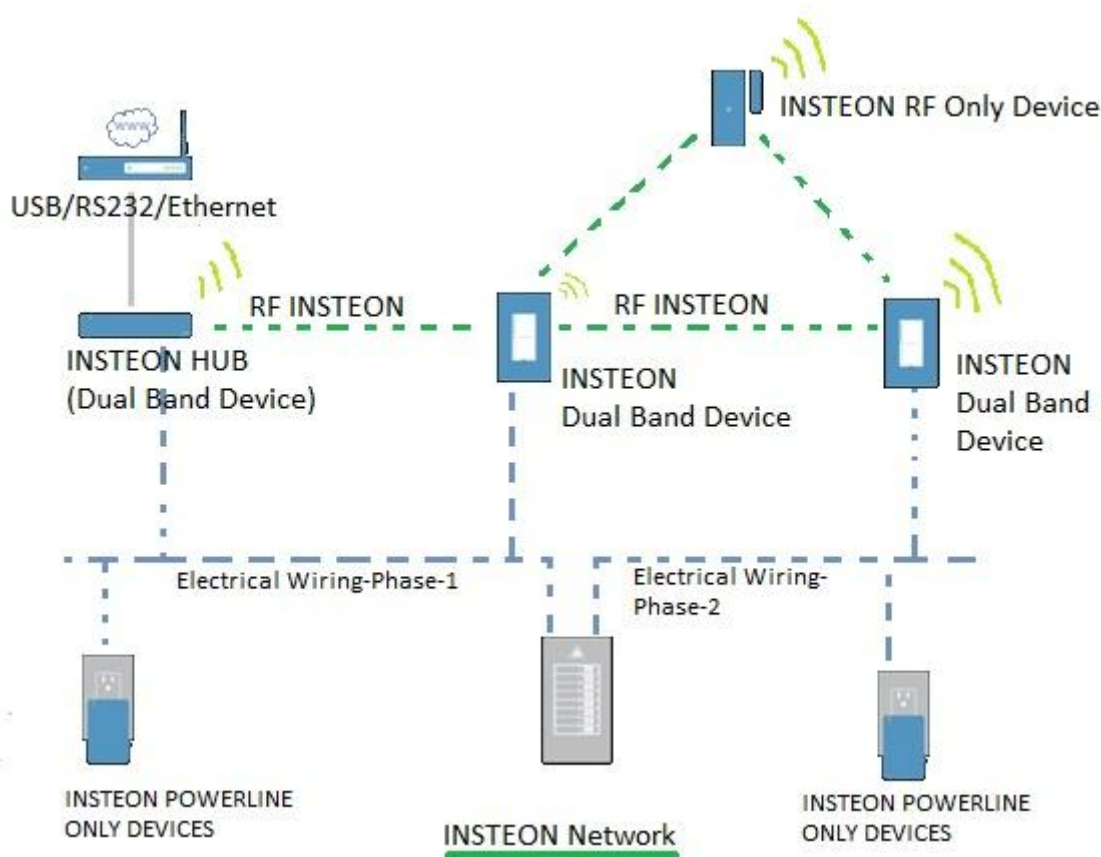 INSTEON RF Only Device
www
USB/RS232/Ethernet
RF INSTEON
RF INSTEON
INSTEON HUB
(Dual Band Device)
INSTEON
Dual Band Device
INSTEON
Dual Band
Device
Electrical Wiring-Phase-1
Electrical Wiring-
Phase-2
INSTEON POWERLINE
ONLY DEVICES
INSTEON POWERLINE
ONLY DEVICES
INSTEON Network